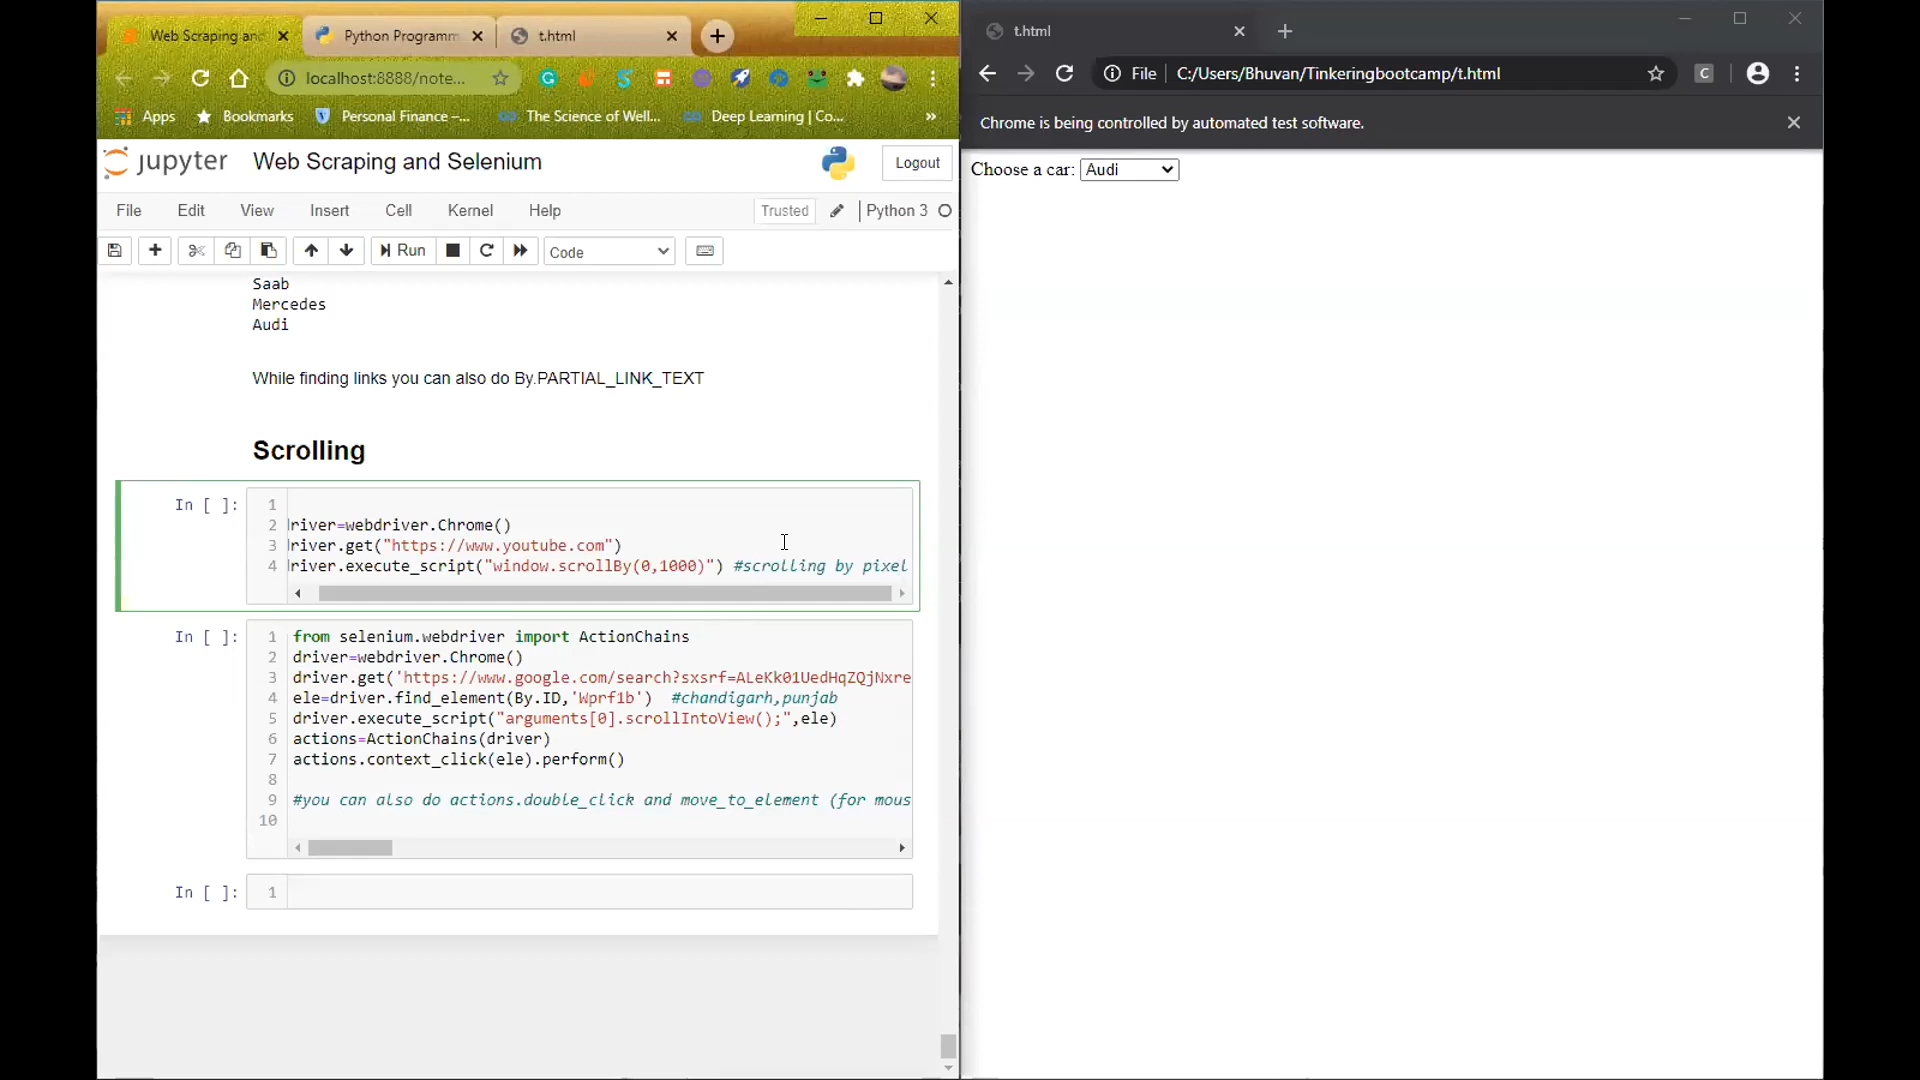 Web Scraping an
Python Programm
t.html
localhost:8888/note...
Apps
Bookmarks
Personal Finance –...
The Science of Well...
Deep Learning | Co...
»
jupyter
Web Scraping and Selenium
Logout
File Edit View Insert Cell Kernel Help
Trusted
Python 3
Run
Code
Saab
Mercedes
Audi
While finding links you can also do By.PARTIAL_LINK_TEXT
Scrolling
In [ ]:
1
2 driver=webdriver.Chrome()
3 driver.get("https://www.youtube.com")
4 driver.execute_script("window.scrollBy(0,1000)") #scrolling by pixel
In [ ]:
1 from selenium.webdriver import ActionChains
2 driver=webdriver.Chrome()
3 driver.get('https://www.google.com/search?sxsrf=ALeKk01UedHqZQjNxre
4 ele=driver.find_element(By.ID,'Wprf1b') #chandigarh,punjab
5 driver.execute_script("arguments[0].scrollIntoView();",ele)
6 actions=ActionChains(driver)
7 actions.context_click(ele).perform()
8
9 #you can also do actions.double_click and move_to_element (for mous
10
In [ ]:
1
t.html
File
C:/Users/Bhuvan/Tinkeringbootcamp/t.html
C
Chrome is being controlled by automated test software.
Choose a car: Audi